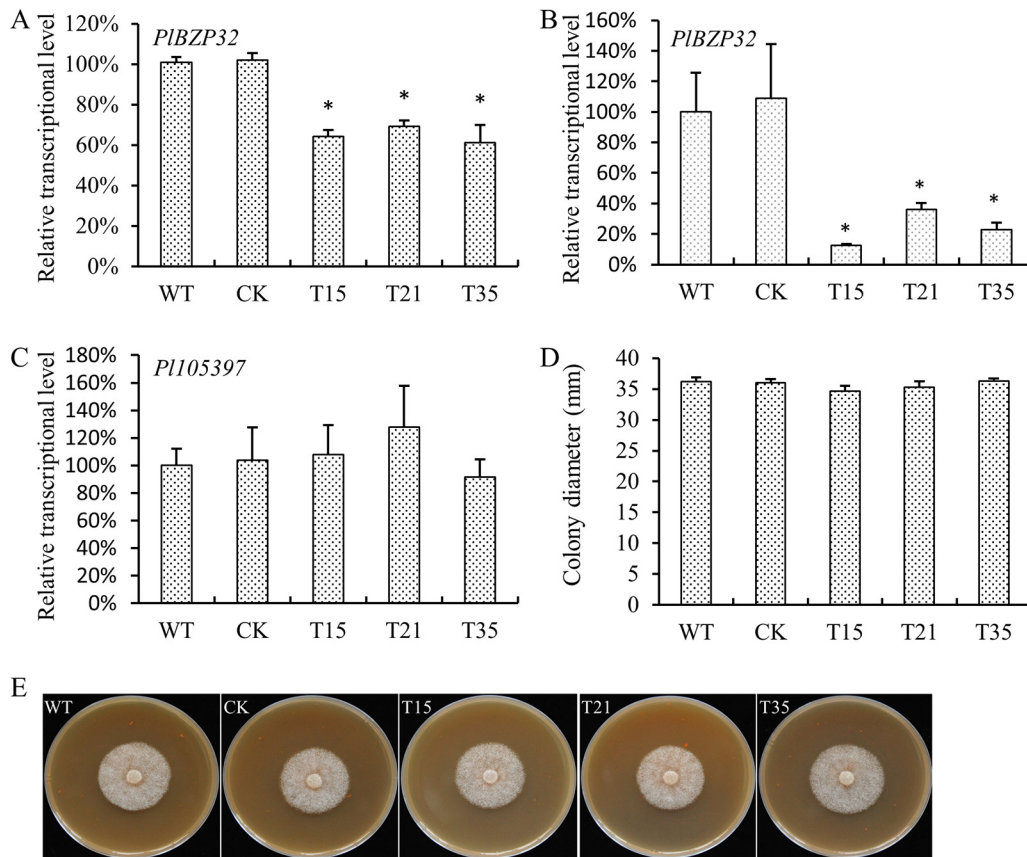 A
PlBZP32
Relative transcriptional level
120%
100%
80%
60%
40%
20%
0%
* * *
WT CK T15 T21 T35
B
PlBZP32
Relative transcriptional level
160%
140%
120%
100%
80%
60%
40%
20%
0%
* * *
WT CK T15 T21 T35
C
Pl105397
Relative transcriptional level
180%
160%
140%
120%
100%
80%
60%
40%
20%
0%
WT CK T15 T21 T35
D
Colony diameter (mm)
40
35
30
25
20
15
10
5
0
WT CK T15 T21 T35
E
WT CK T15 T21 T35